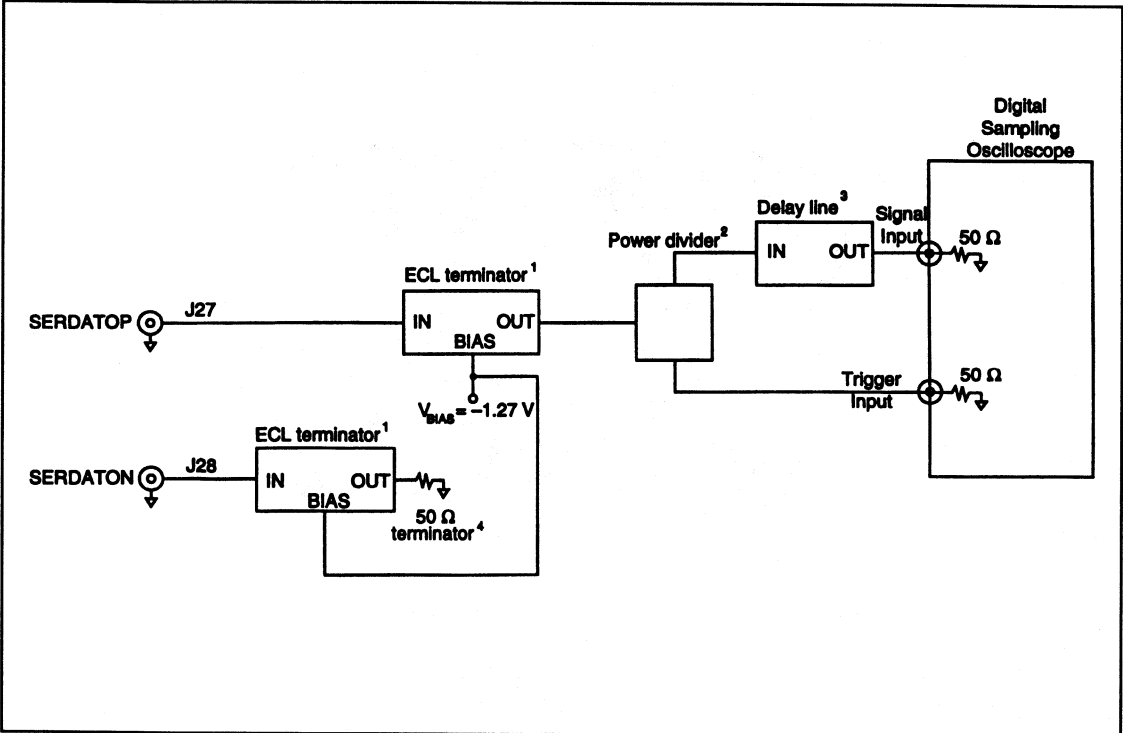 Digital
Sampling
Oscilloscope
Delay line3
Signal
Input
50 Ω
Power divider2
IN OUT
ECL terminator1
SERDATOP
J27
IN OUT
BIAS
Trigger
Input
50 Ω
VBIAS = −1.27 V
ECL terminator1
SERDATON
J28
IN OUT
BIAS
50 Ω
terminator4